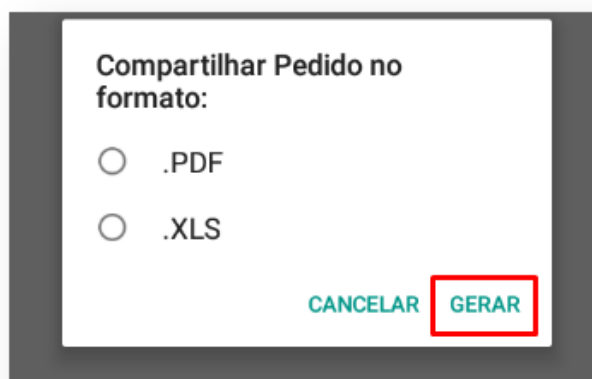 Compartilhar Pedido no
formato:
.PDF
.XLS
CANCELAR GERAR